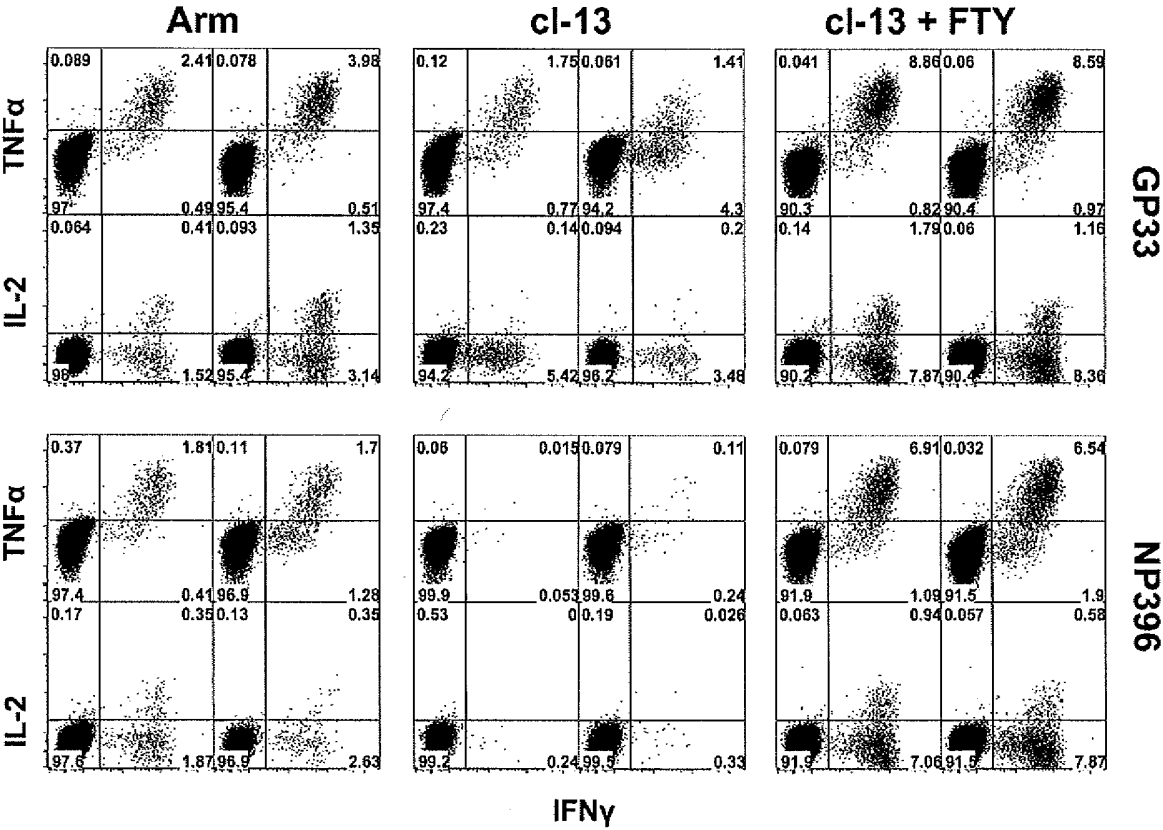 Arm cl-13 cl-13 + FTY
0.089 2.41 0.078 3.98 0.12 1.75 0.061 1.41 0.041 8.86 0.06 8.59
TNFα
97 0.49 95.4 0.51 97.4 0.77 94.2 4.3 90.3 0.82 90.4 0.97
GP33
0.064 0.41 0.093 1.35 0.23 0.14 0.094 0.2 0.14 1.79 0.06 1.16
IL-2
98 1.52 95.4 3.14 94.2 5.42 96.2 3.48 90.2 7.87 90.4 8.36
0.37 1.81 0.11 1.7 0.06 0.015 0.079 0.11 0.079 6.91 0.032 6.54
TNFα
97.4 0.41 96.9 1.28 99.9 0.053 99.6 0.24 91.9 1.09 91.5 1.9
NP396
0.17 0.35 0.13 0.35 0.53 0 0.19 0.026 0.063 0.94 0.057 0.58
IL-2
97.6 1.87 96.9 2.63 99.2 0.24 99.5 0.33 91.9 7.06 91.5 7.87
IFNγ